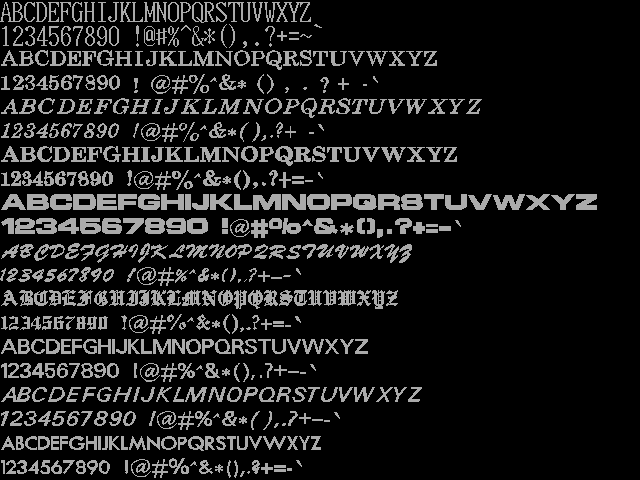 ABCDEFGHIJKLMNOPQRSTUVWXYZ
1234567890 !@#%^&*(),.?+=~`
ABCDEFGHIJKLMNOPQRSTUVWXYZ
1234567890 ! @#%^&* () , . ? + -`
ABCDEFGHIJKLMNOPQRSTUVWXYZ
1234567890 !@#%^&*(),.?+ -`
ABCDEFGHIJKLMNOPQRSTUVWXYZ
1234567890 !@#%^&*(),.?+=-`
ABCDEFGHIJKLMNOPQRSTUVWXYZ
1234567890 !@#%^&*(),.?+=-`
ABCDEFGHIJKLMNOPQRSTUVWXYZ
1234567890 !@#%^&*(),.?+--`
ABCDEFGHIJKLMNOPQRSTUVWXYZ
1234567890 !@#%^&*(),.?+=-`
ABCDEFGHIJKLMNOPQRSTUVWXYZ
1234567890 !@#%^&*(),.?+=-`
ABCDEFGHIJKLMNOPQRSTUVWXYZ
1234567890 !@#%^&*(),.?+--`
ABCDEFGHIJKLMNOPQRSTUVWXYZ
1234567890 !@#%^&*(),.?+=-`